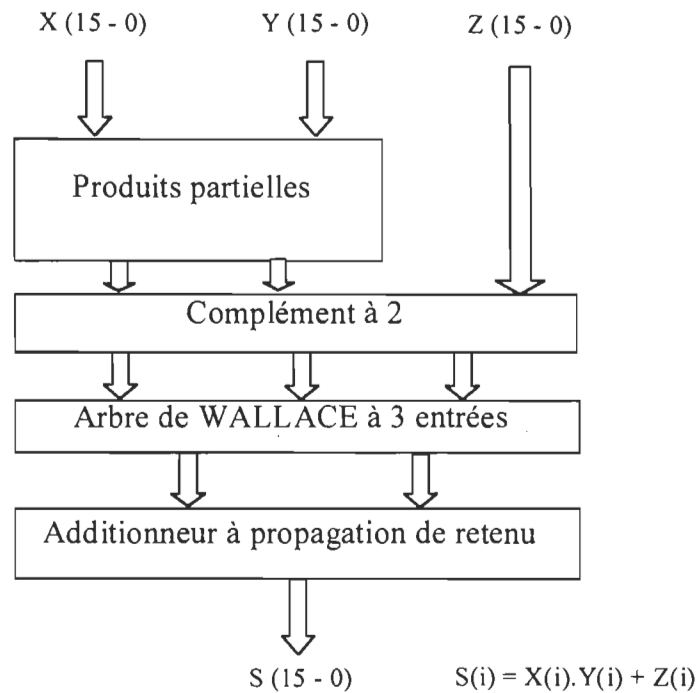 X (15 - 0) Y (15 - 0) Z (15 - 0)
Produits partielles
Complément à 2
Arbre de WALLACE à 3 entrées
Additionneur à propagation de retenu
S (15 - 0) S(i) = X(i).Y(i) + Z(i)